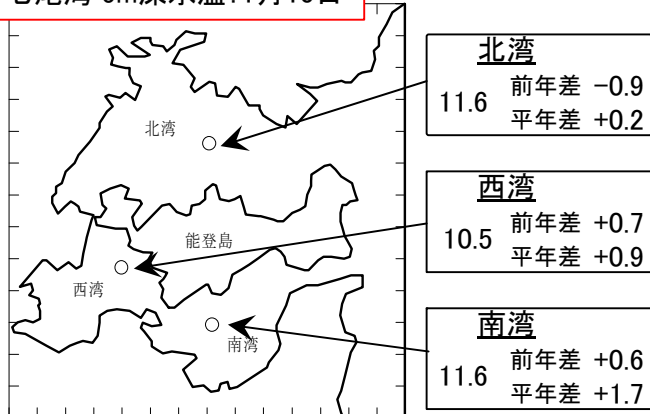 北湾
11.6
前年差 -0.9
平年差 +0.2
北湾
西湾
10.5
前年差 +0.7
平年差 +0.9
能登島
西湾
南湾
南湾
11.6
前年差 +0.6
平年差 +1.7